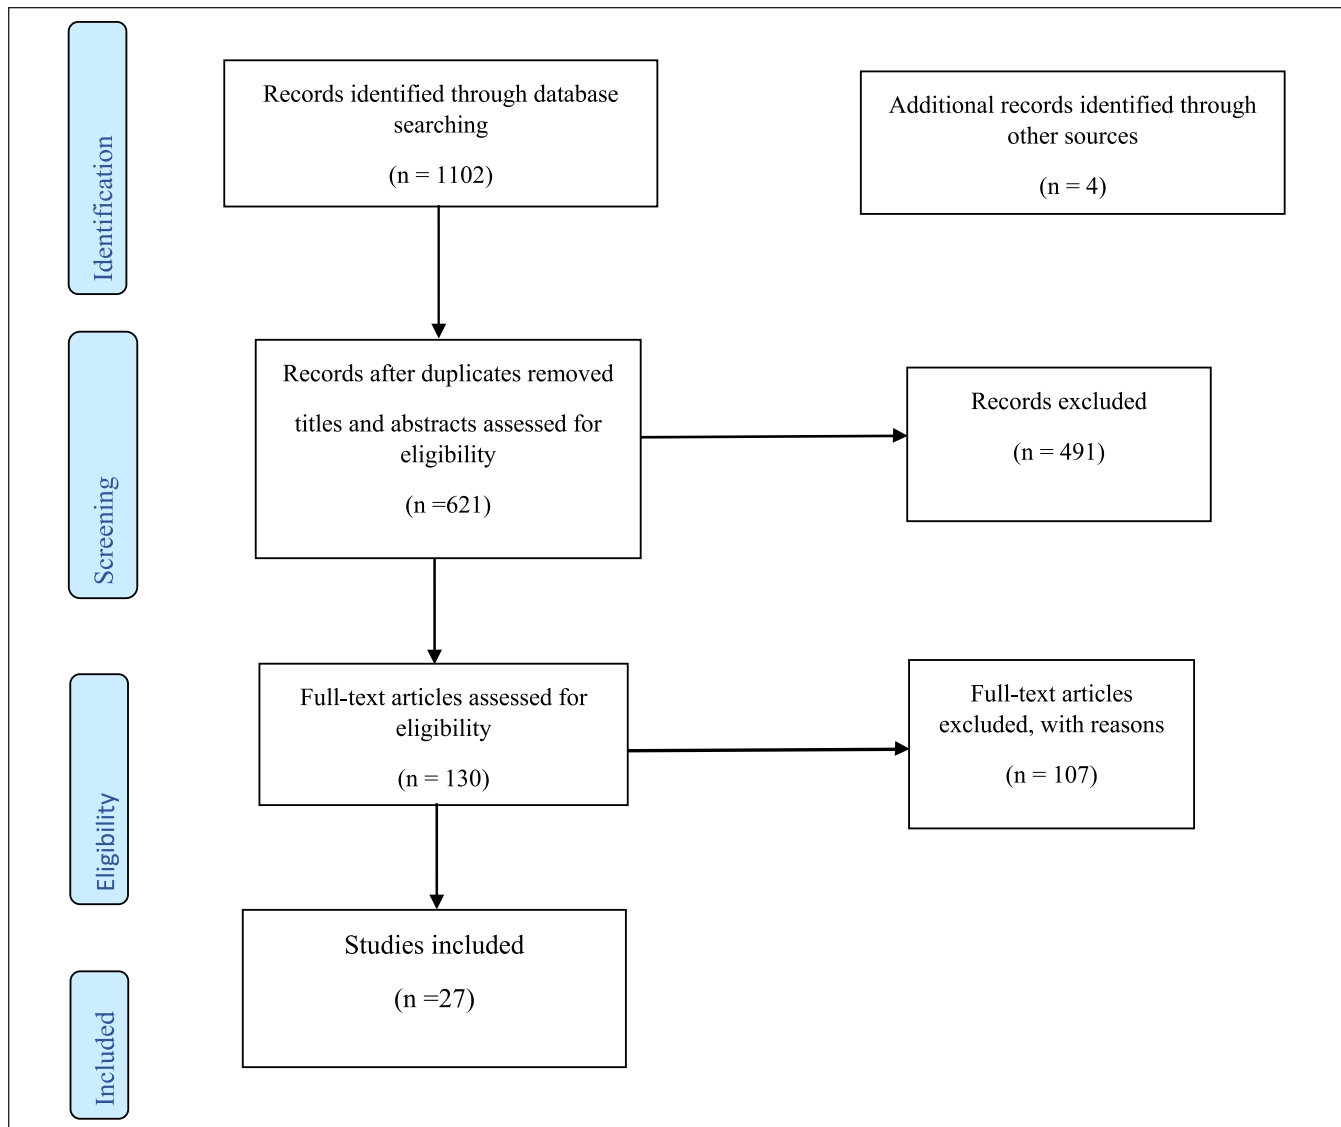 Identification
Records identified through database
searching
(n = 1102)
Additional records identified through
other sources
(n = 4)
Screening
Records after duplicates removed
titles and abstracts assessed for
eligibility
(n =621)
Records excluded
(n = 491)
Eligibility
Full-text articles assessed for
eligibility
(n = 130)
Full-text articles
excluded, with reasons
(n = 107)
Included
Studies included
(n =27)